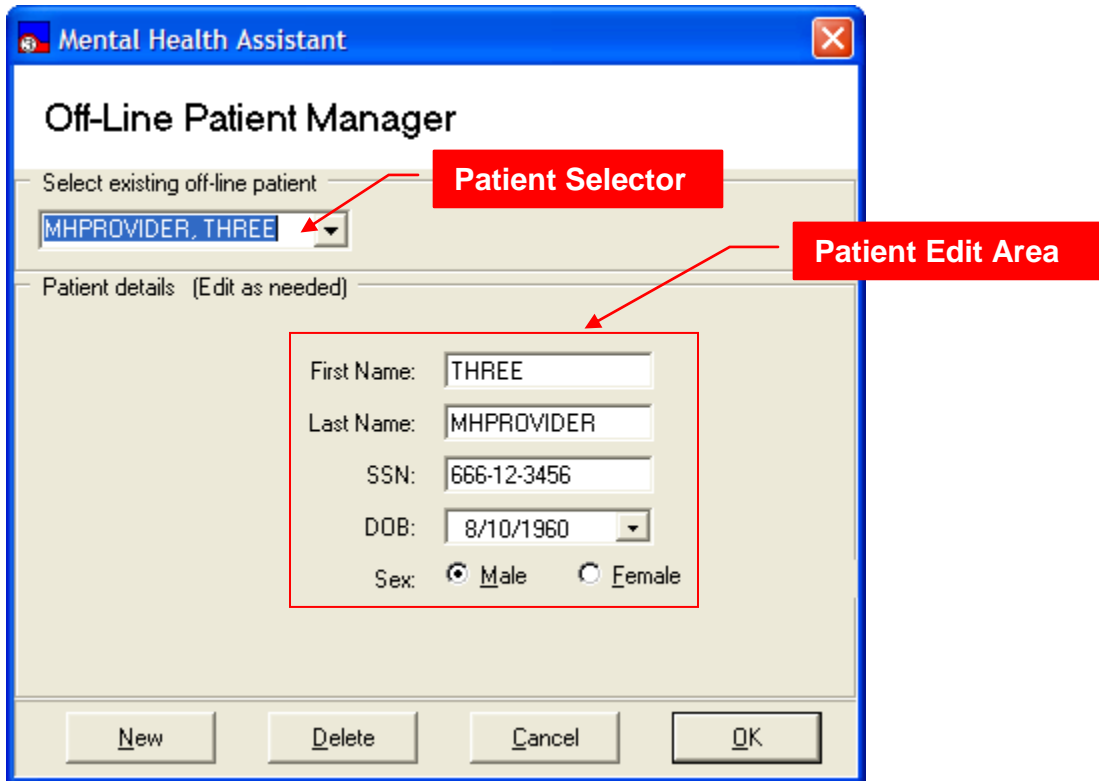 Mental Health Assistant
Off-Line Patient Manager
Select existing off-line patient
Patient Selector
MHPROVIDER, THREE
Patient Edit Area
Patient details (Edit as needed)
First Name: THREE
Last Name: MHPROVIDER
SSN: 666-12-3456
DOB: 8/10/1960
Sex: Male Female
New Delete Cancel OK